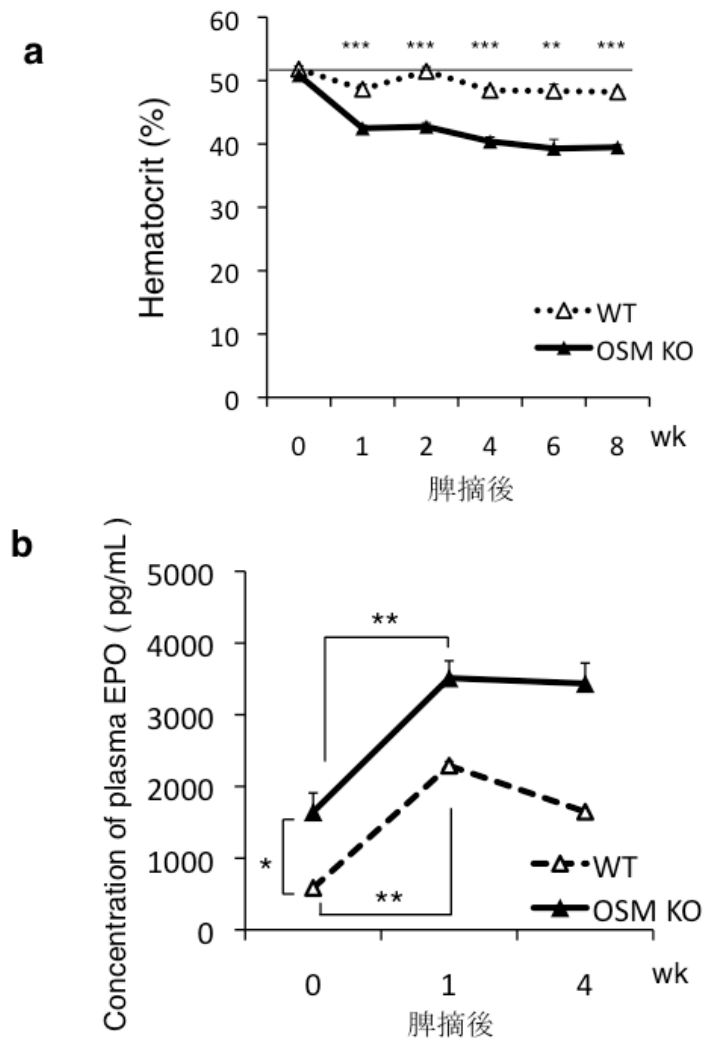 a
Hematocrit (%)
60
50
40
30
20
10
0
*** *** *** ** ***
WT
OSM KO
0 1 2 4 6 8 wk
脾摘後
b
Concentration of plasma EPO ( pg/mL )
5000
4000
3000
2000
1000
0
**
*
**
WT
OSM KO
0 1 4 wk
脾摘後